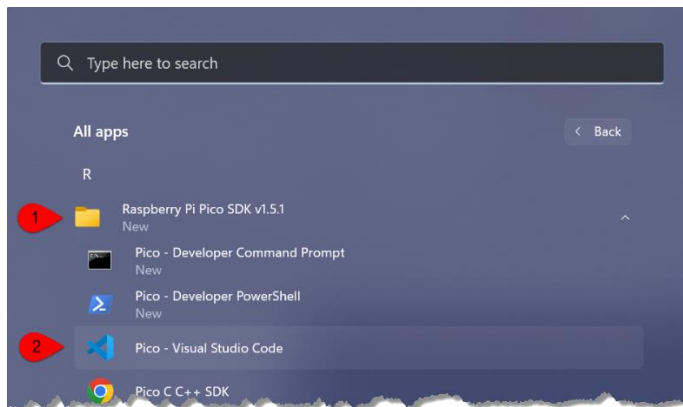 Type here to search
All apps
Back
R
1
Raspberry Pi Pico SDK v1.5.1
New
Pico - Developer Command Prompt
New
Pico - Developer PowerShell
New
2
Pico - Visual Studio Code
Pico C C++ SDK